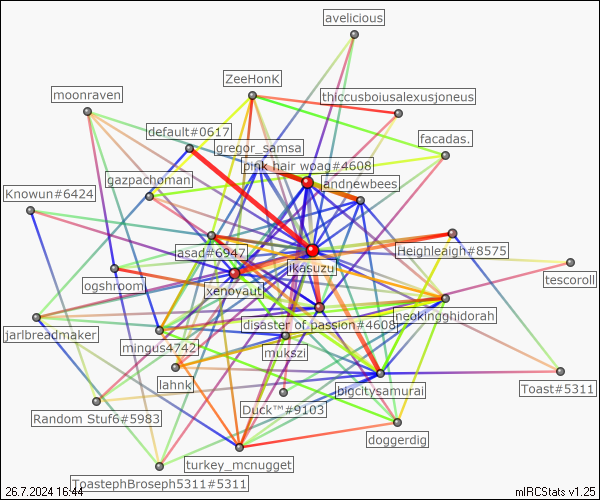 avelicious
ZeeHonK
moonraven
thiccusboiusalexusjoneus
default#0617
facadas.
gregor_samsa
pink hair woag#4608
gazpachoman
andnewbees
Knowun#6424
asad#6947
Heighleaigh#8575
ikasuzu
tescoroll
ogshroom
xenovaut
neokingghidorah
disaster of passion#4608
jarlbreadmaker
mingus4742
mukszi
lahnk
bigcitysamurai
Toast#5311
Duck™#9103
Random Stuf6#5983
doggerdig
turkey_mcnugget
ToastephBroseph5311#5311
26.7.2024 16:44
mIRCStats v1.25